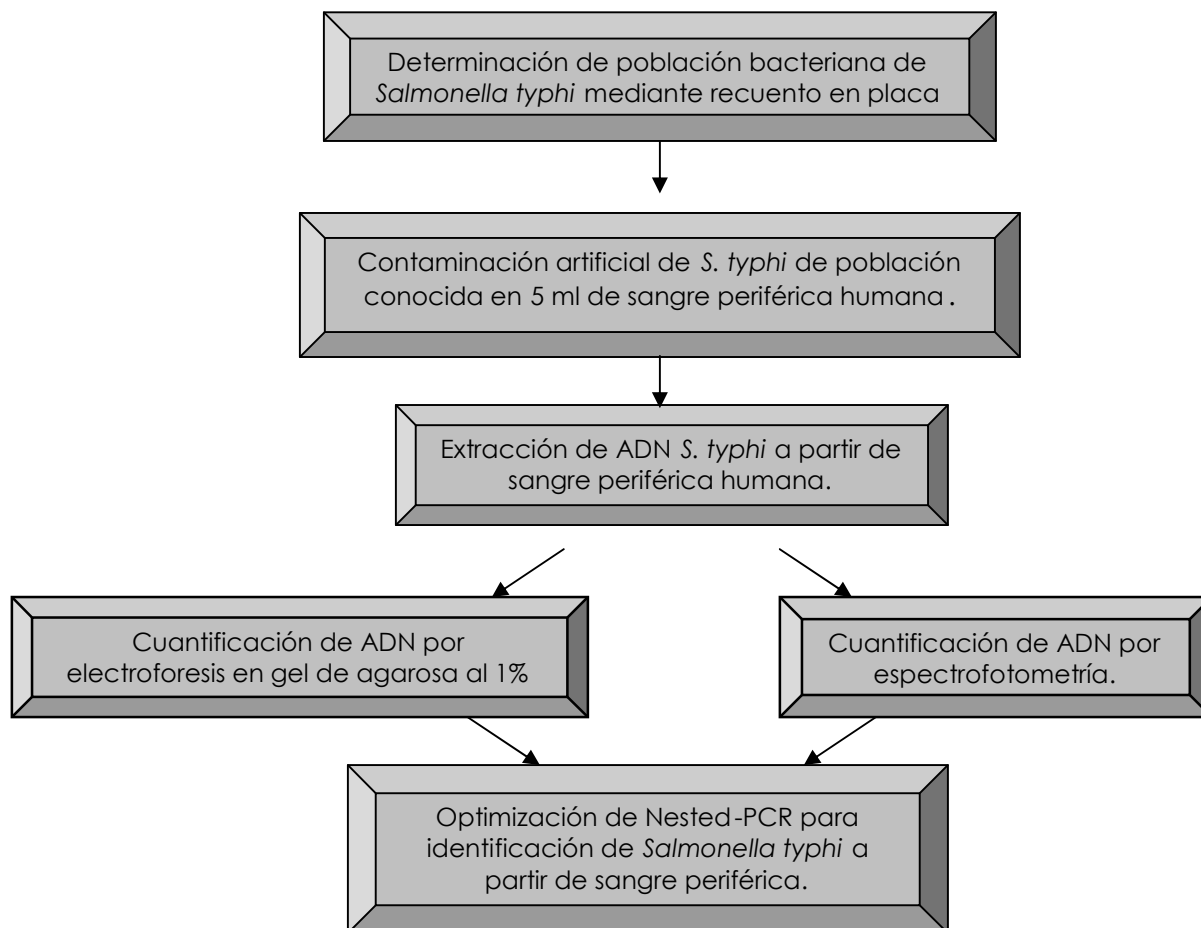 Determinación de población bacteriana de
Salmonella typhi mediante recuento en placa
Contaminación artificial de S. typhi de población
conocida en 5 ml de sangre periférica humana.
Extracción de ADN S. typhi a partir de
sangre periférica humana.
Cuantificación de ADN por
electroforesis en gel de agarosa al 1%
Cuantificación de ADN por
espectrofotometría.
Optimización de Nested-PCR para
identificación de Salmonella typhi a
partir de sangre periférica.